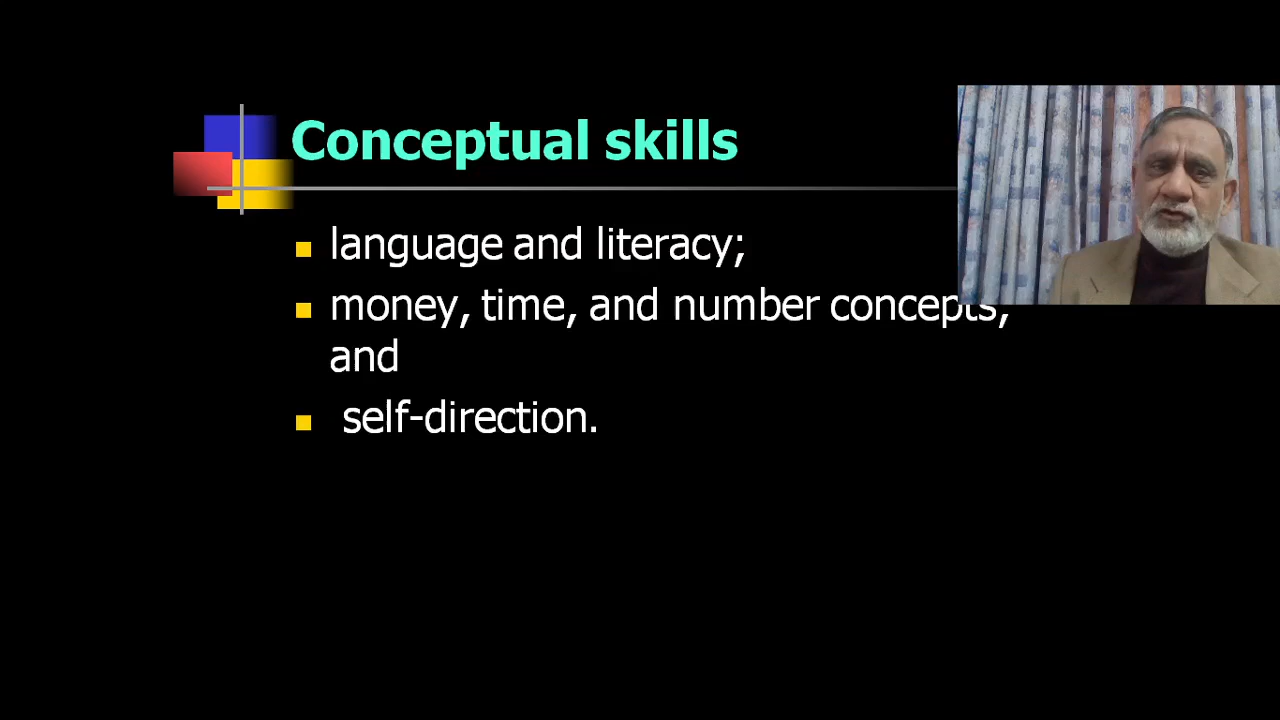 Conceptual skills
language and literacy;
money, time, and number concepts,
and
self-direction.